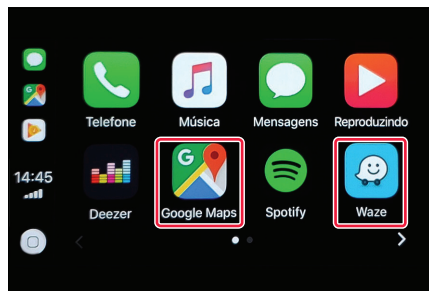 Telefone
Música
Mensagens
Reproduzindo
14:45
Deezer
G
Google Maps
Spotify
Waze